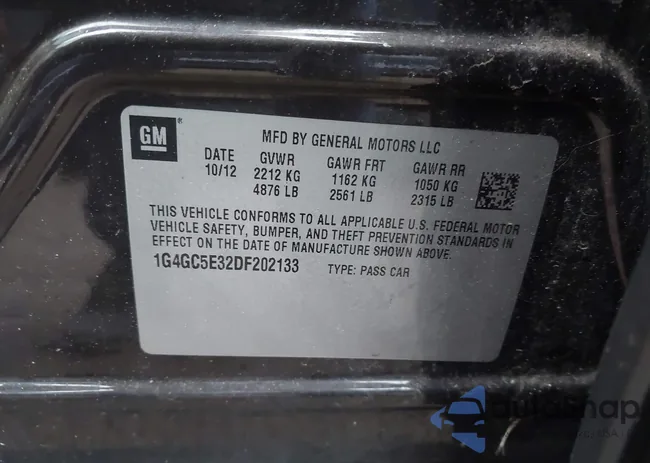 GM
MFD BY GENERAL MOTORS LLC
DATE GVWR GAWR FRT GAWR RR
10/12 2212 KG 1162 KG 1050 KG
4876 LB 2561 LB 2315 LB
THIS VEHICLE CONFORMS TO ALL APPLICABLE U.S. FEDERAL MOTOR
VEHICLE SAFETY, BUMPER, AND THEFT PREVENTION STANDARDS IN
EFFECT ON THE DATE OF MANUFACTURE SHOWN ABOVE.
1G4GC5E32DF202133 TYPE: PASS CAR